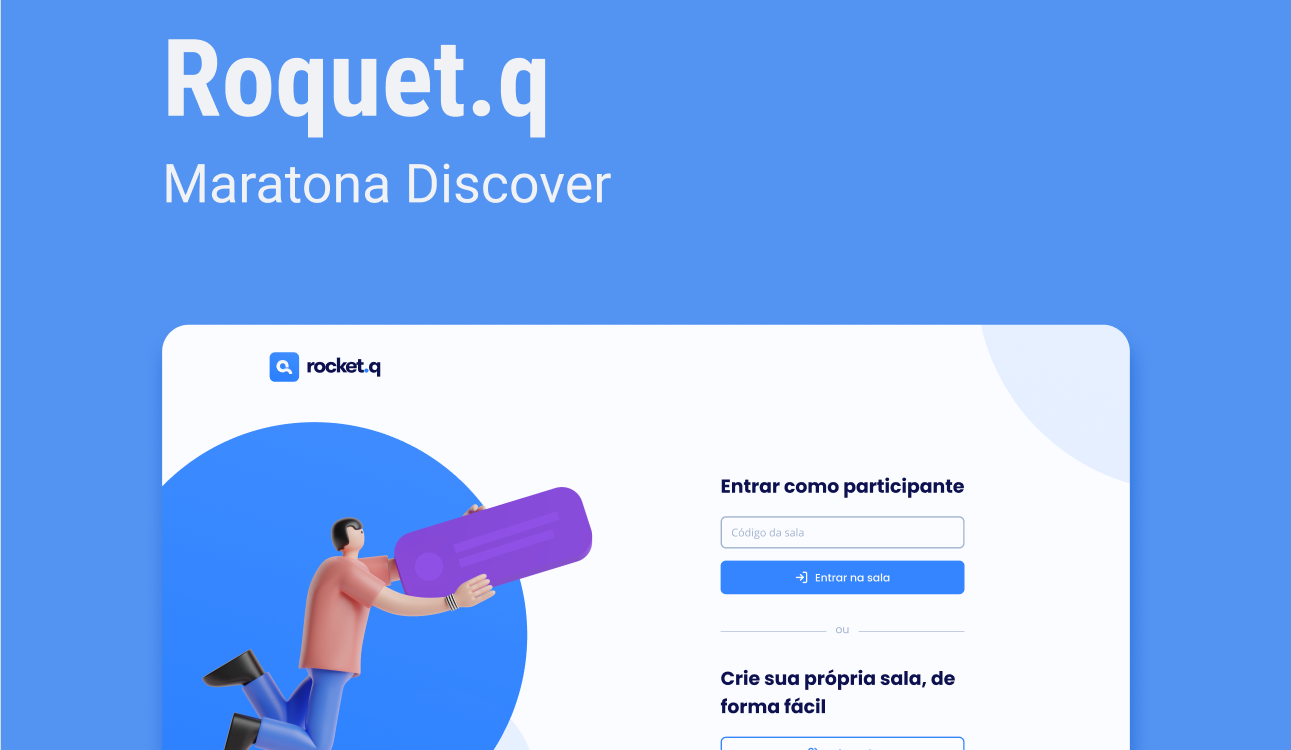 Roquet.q
Maratona Discover
rocket.q
Entrar como participante
Código da sala
Entrar na sala
ou
Crie sua própria sala, de
forma fácil